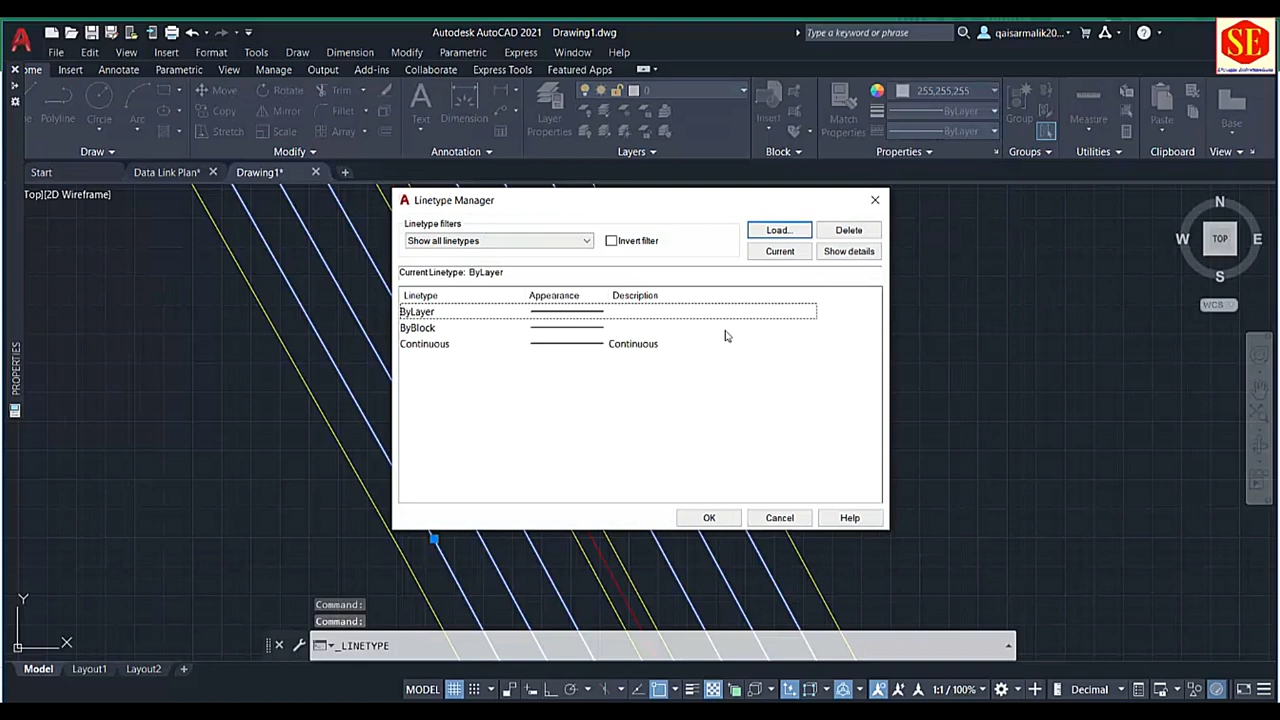 Autodesk AutoCAD 2021 Drawing1.dwg
Type a keyword or phrase
qaisarmalik20...
SE
File Edit View Insert Format Tools Draw Dimension Modify Parametric Express Window Help
ome Insert Annotate Parametric View Manage Output Add-ins Collaborate Express Tools Featured Apps
Polyline Circle Arc
Move Rotate Trim
Copy Mirror Fillet
Stretch Scale Array
Text Dimension
Layer Properties
0
Insert
Match Properties
255,255,255
ByLayer
ByLayer
Group
Measure
Paste
Base
Draw Modify Annotation Layers Block Properties Groups Utilities Clipboard View
Start Data Link Plan* Drawing1*
Top][2D Wireframe]
N
W TOP E
S
WCS
PROPERTIES
Linetype Manager
Linetype filters
Show all linetypes
Invert filter
Load... Delete
Current Show details
Current Linetype: ByLayer
Linetype Appearance Description
ByLayer
ByBlock
Continuous Continuous
OK Cancel Help
Y
X
Command:
Command:
_LINETYPE
Model Layout1 Layout2
MODEL 1:1 / 100% Decimal